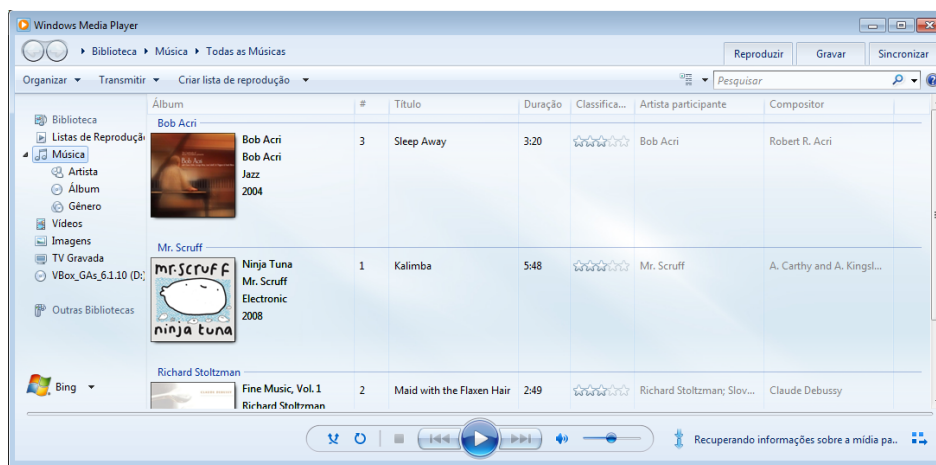 Windows Media Player
Biblioteca Música Todas as Músicas
Reproduzir Gravar Sincronizar
Organizar Transmitir Criar lista de reprodução
Pesquisar
Álbum # Título Duração Classifica... Artista participante Compositor
Biblioteca
Listas de Reprodução
Música
Artista
Álbum
Gênero
Vídeos
Imagens
TV Gravada
VBox_GAs_6.1.10 (D:)
Outras Bibliotecas
Bing
Bob Acri
Bob Acri 3 Sleep Away 3:20 Bob Acri Robert R. Acri
Bob Acri
Jazz
2004
Mr. Scruff
mr.scruff
ninja tuna
Ninja Tuna 1 Kalimba 5:48 Mr. Scruff A. Carthy and A. Kingsl...
Mr. Scruff
Electronic
2008
Richard Stoltzman
Fine Music, Vol. 1 2 Maid with the Flaxen Hair 2:49 Richard Stoltzman; Slov... Claude Debussy
Richard Stoltzman
Recuperando informações sobre a mídia pa..